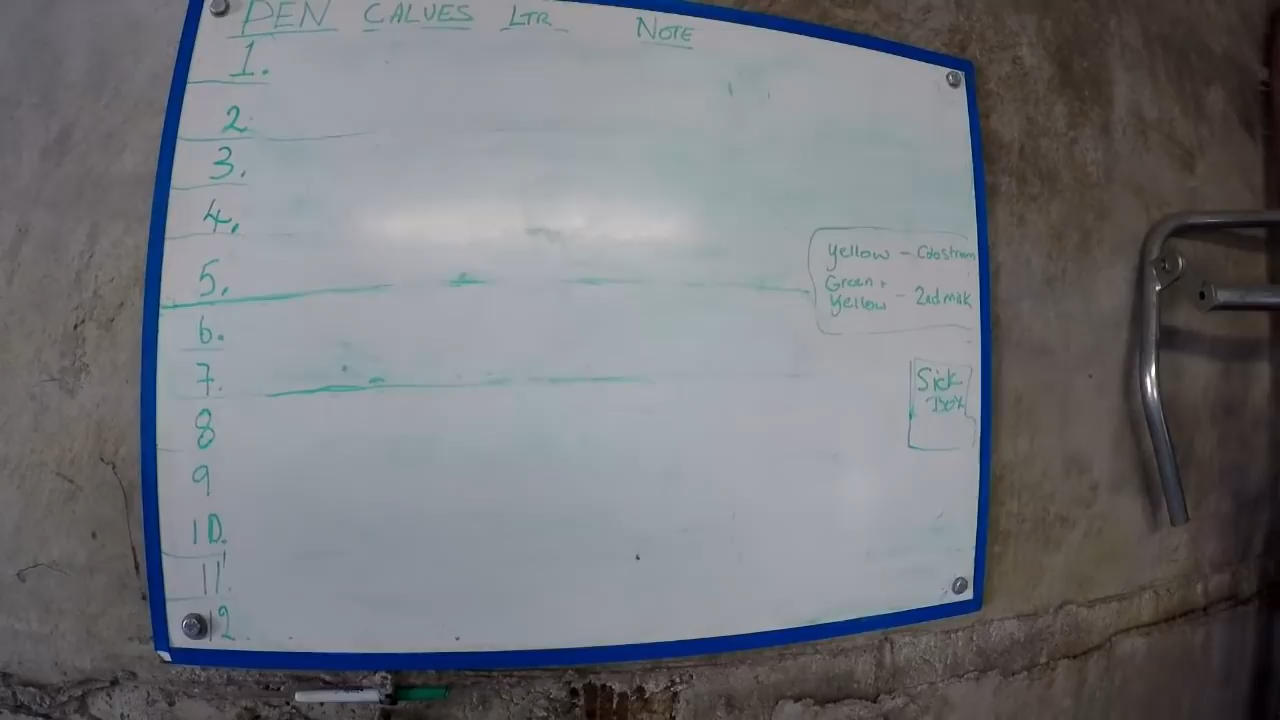 PEN CALVES LTR NOTE
1.
2.
3.
4.
5.
6.
7.
8
9
10.
11.
12.
Yellow - Colostrum
Green +
Yellow - 2nd milk
Sick
Box